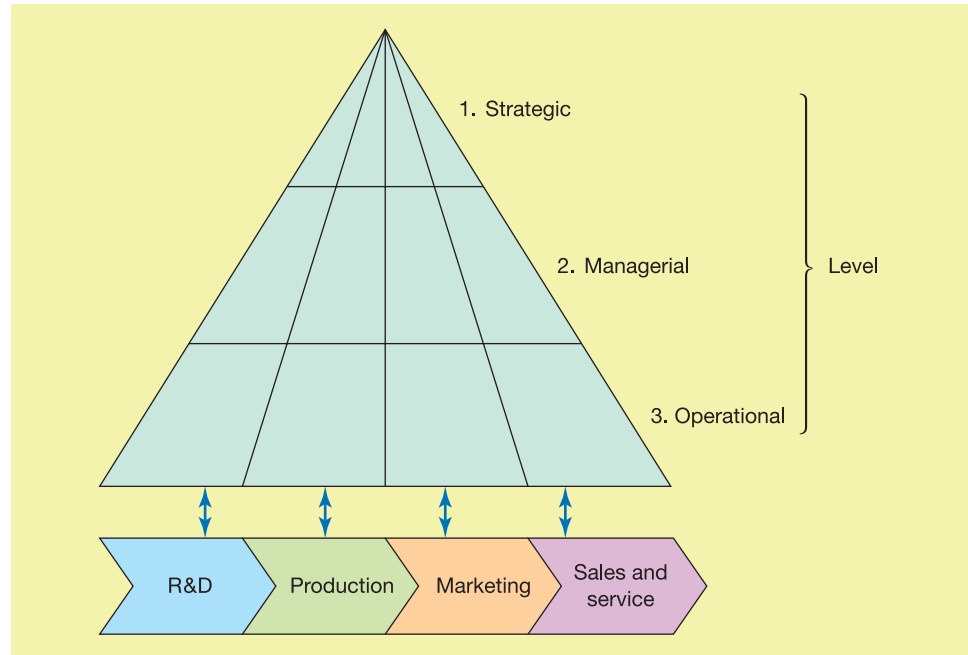 1. Strategic
2. Managerial
Level
3. Operational
R&D
Production
Marketing
Sales and
service